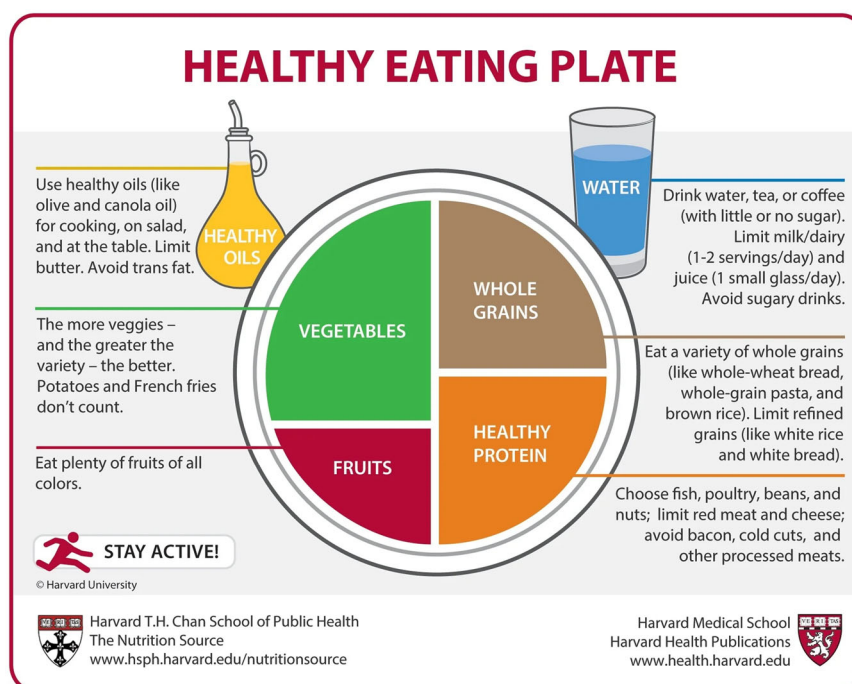 HEALTHY EATING PLATE
Use healthy oils (like
olive and canola oil)
for cooking, on salad,
and at the table. Limit
butter. Avoid trans fat.
HEALTHY
OILS
The more veggies –
and the greater the
variety – the better.
Potatoes and French fries
don’t count.
Eat plenty of fruits of all
colors.
VEGETABLES
FRUITS
WHOLE
GRAINS
HEALTHY
PROTEIN
WATER
Drink water, tea, or coffee
(with little or no sugar).
Limit milk/dairy
(1-2 servings/day) and
juice (1 small glass/day).
Avoid sugary drinks.
Eat a variety of whole grains
(like whole-wheat bread,
whole-grain pasta, and
brown rice). Limit refined
grains (like white rice
and white bread).
Choose fish, poultry, beans, and
nuts; limit red meat and cheese;
avoid bacon, cold cuts, and
other processed meats.
STAY ACTIVE!
© Harvard University
Harvard T.H. Chan School of Public Health
The Nutrition Source
www.hsph.harvard.edu/nutritionsource
Harvard Medical School
Harvard Health Publications
www.health.harvard.edu
VE RI TAS